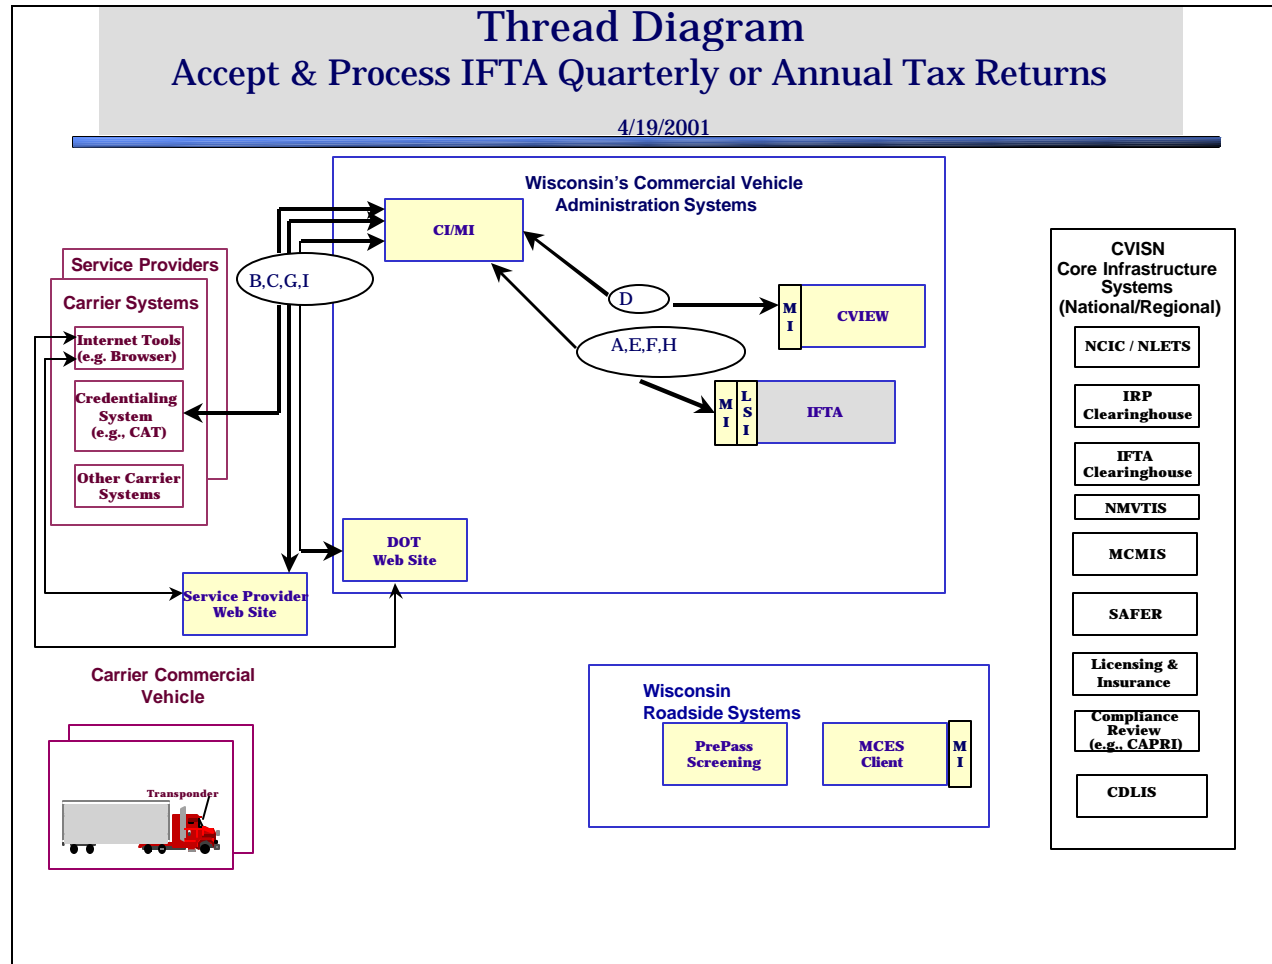 Thread Diagram
Accept & Process IFTA Quarterly or Annual Tax Returns
4/19/2001
Wisconsin's Commercial Vehicle
Administration Systems
CI/MI
B,C,G,I
D
A,E,F,H
M
I
CVIEW
M
I
L
S
I
IFTA
DOT
Web Site
Service Providers
Carrier Systems
Internet Tools
(e.g. Browser)
Credentialing
System
(e.g., CAT)
Other Carrier
Systems
Service Provider
Web Site
Carrier Commercial
Vehicle
Transponder
Wisconsin
Roadside Systems
PrePass
Screening
MCES
Client
M
I
CVISN
Core Infrastructure
Systems
(National/Regional)
NCIC / NLETS
IRP
Clearinghouse
IFTA
Clearinghouse
NMVTIS
MCMIS
SAFER
Licensing &
Insurance
Compliance
Review
(e.g., CAPRI)
CDLIS